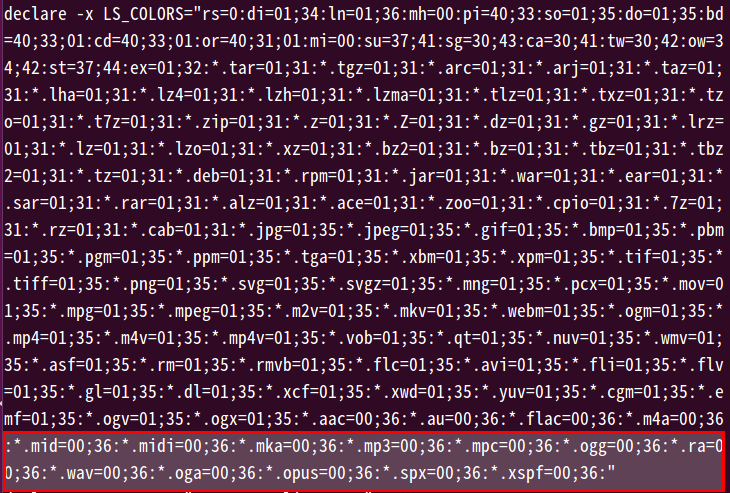 declare -x LS_COLORS="rs=0:di=01;34:ln=01;36:mh=00:pi=40;33:so=01;35:do=01;35:bd
=40;33;01:cd=40;33;01:or=40;31;01:mi=00:su=37;41:sg=30;43:ca=30;41:tw=30;42:ow=3
4;42:st=37;44:ex=01;32:*.tar=01;31:*.tgz=01;31:*.arc=01;31:*.arj=01;31:*.taz=01;
31:*.lha=01;31:*.lz4=01;31:*.lzh=01;31:*.lzma=01;31:*.tlz=01;31:*.txz=01;31:*.tz
o=01;31:*.t7z=01;31:*.zip=01;31:*.z=01;31:*.Z=01;31:*.dz=01;31:*.gz=01;31:*.lrz=
01;31:*.lz=01;31:*.lzo=01;31:*.xz=01;31:*.bz2=01;31:*.bz=01;31:*.tbz=01;31:*.tbz
2=01;31:*.tz=01;31:*.deb=01;31:*.rpm=01;31:*.jar=01;31:*.war=01;31:*.ear=01;31:*
.sar=01;31:*.rar=01;31:*.alz=01;31:*.ace=01;31:*.zoo=01;31:*.cpio=01;31:*.7z=01;
31:*.rz=01;31:*.cab=01;31:*.jpg=01;35:*.jpeg=01;35:*.gif=01;35:*.bmp=01;35:*.pbm
=01;35:*.pgm=01;35:*.ppm=01;35:*.tga=01;35:*.xbm=01;35:*.xpm=01;35:*.tif=01;35:*
.tiff=01;35:*.png=01;35:*.svg=01;35:*.svgz=01;35:*.mng=01;35:*.pcx=01;35:*.mov=0
1;35:*.mpg=01;35:*.mpeg=01;35:*.m2v=01;35:*.mkv=01;35:*.webm=01;35:*.ogm=01;35:*
.mp4=01;35:*.m4v=01;35:*.mp4v=01;35:*.vob=01;35:*.qt=01;35:*.nuv=01;35:*.wmv=01;
35:*.asf=01;35:*.rm=01;35:*.rmvb=01;35:*.flc=01;35:*.avi=01;35:*.fli=01;35:*.flv
=01;35:*.gl=01;35:*.dl=01;35:*.xcf=01;35:*.xwd=01;35:*.yuv=01;35:*.cgm=01;35:*.e
mf=01;35:*.ogv=01;35:*.ogx=01;35:*.aac=00;36:*.au=00;36:*.flac=00;36:*.m4a=00;36
:*.mid=00;36:*.midi=00;36:*.mka=00;36:*.mp3=00;36:*.mpc=00;36:*.ogg=00;36:*.ra=0
0;36:*.wav=00;36:*.oga=00;36:*.opus=00;36:*.spx=00;36:*.xspf=00;36:"